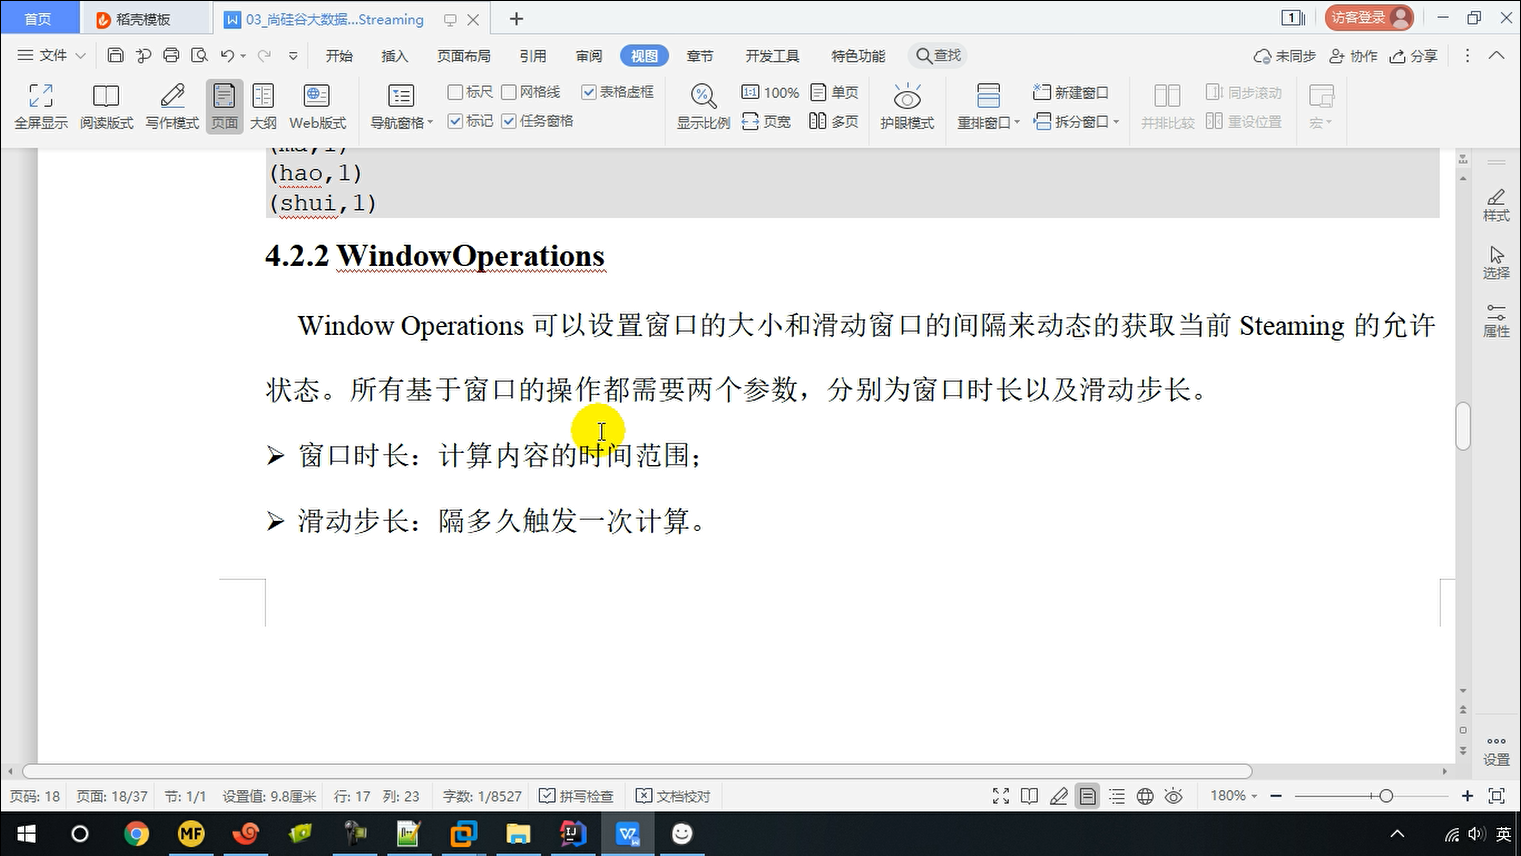 首页 稻壳模板 03_尚硅谷大数据...Streaming 1 访客登录
文件 开始 插入 页面布局 引用 审阅 视图 章节 开发工具 特色功能 查找 未同步 协作 分享
标尺 网格线 表格虚框 100% 单页 新建窗口 同步滚动
全屏显示 阅读版式 写作模式 页面 大纲 Web版式 导航窗格 标记 任务窗格 显示比例 页宽 多页 护眼模式 重排窗口 拆分窗口 并排比较 重设位置 宏
(ma,1)
(hao,1)
(shui,1)
4.2.2 WindowOperations
Window Operations 可以设置窗口的大小和滑动窗口的间隔来动态的获取当前 Steaming 的允许
状态。所有基于窗口的操作都需要两个参数，分别为窗口时长以及滑动步长。
➢ 窗口时长：计算内容的时间范围；
➢ 滑动步长：隔多久触发一次计算。
样式
选择
属性
设置
页码: 18 页面: 18/37 节: 1/1 设置值: 9.8厘米 行: 17 列: 23 字数: 1/8527 拼写检查 文档校对 180%
MF IJ 英